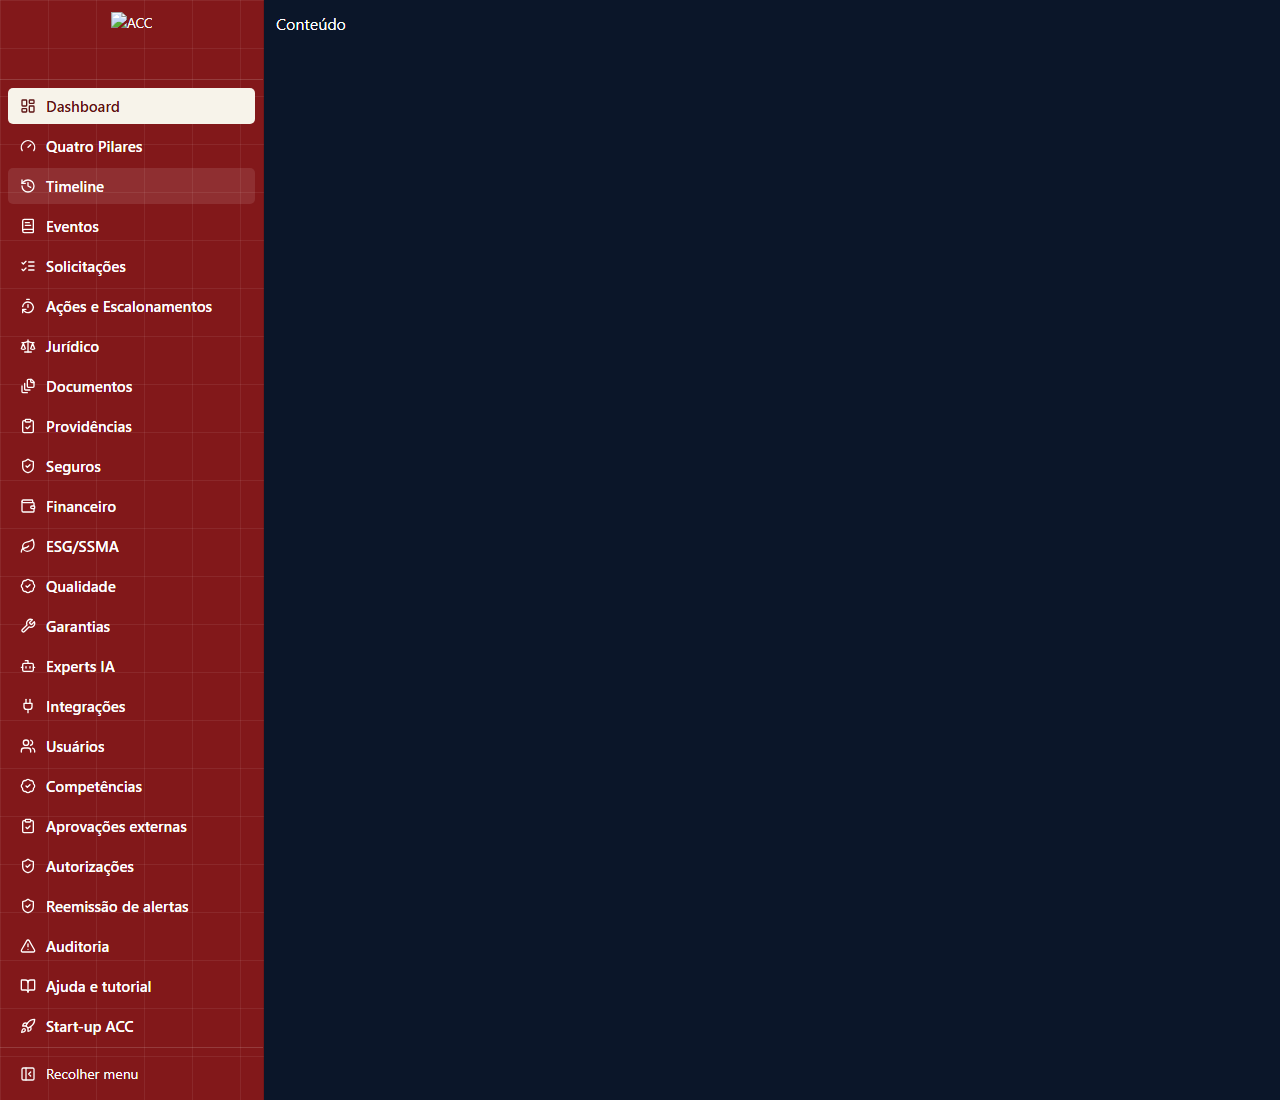 ACC
Conteúdo
Dashboard
Quatro Pilares
Timeline
Eventos
Solicitações
Ações e Escalonamentos
Jurídico
Documentos
Providências
Seguros
Financeiro
ESG/SSMA
Qualidade
Garantias
Experts IA
Integrações
Usuários
Competências
Aprovações externas
Autorizações
Reemissão de alertas
Auditoria
Ajuda e tutorial
Start-up ACC
Recolher menu